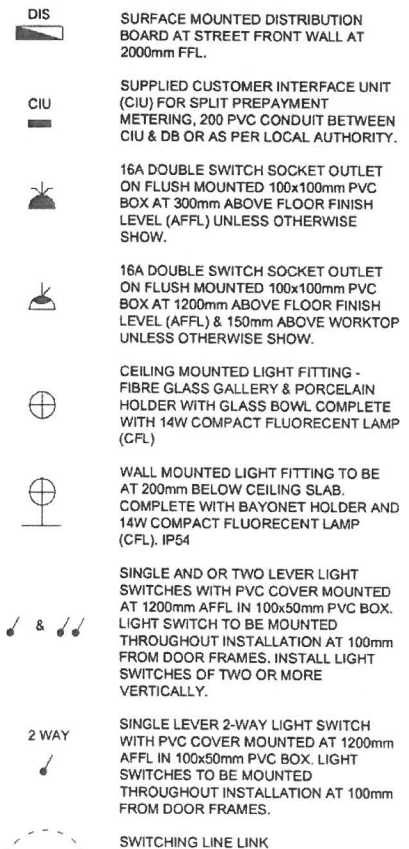 DIS
SURFACE MOUNTED DISTRIBUTION
BOARD AT STREET FRONT WALL AT
2000mm FFL.
CIU
SUPPLIED CUSTOMER INTERFACE UNIT
(CIU) FOR SPLIT PREPAYMENT
METERING, 200 PVC CONDUIT BETWEEN
CIU & DB OR AS PER LOCAL AUTHORITY.
16A DOUBLE SWITCH SOCKET OUTLET
ON FLUSH MOUNTED 100x100mm PVC
BOX AT 300mm ABOVE FLOOR FINISH
LEVEL (AFFL) UNLESS OTHERWISE
SHOW.
16A DOUBLE SWITCH SOCKET OUTLET
ON FLUSH MOUNTED 100x100mm PVC
BOX AT 1200mm ABOVE FLOOR FINISH
LEVEL (AFFL) & 150mm ABOVE WORKTOP
UNLESS OTHERWISE SHOW.
CEILING MOUNTED LIGHT FITTING -
FIBRE GLASS GALLERY & PORCELAIN
HOLDER WITH GLASS BOWL COMPLETE
WITH 14W COMPACT FLUORECENT LAMP
(CFL)
WALL MOUNTED LIGHT FITTING TO BE
AT 200mm BELOW CEILING SLAB.
COMPLETE WITH BAYONET HOLDER AND
14W COMPACT FLUORECENT LAMP
(CFL). IP54
&
SINGLE AND OR TWO LEVER LIGHT
SWITCHES WITH PVC COVER MOUNTED
AT 1200mm AFFL IN 100x50mm PVC BOX.
LIGHT SWITCH TO BE MOUNTED
THROUGHOUT INSTALLATION AT 100mm
FROM DOOR FRAMES. INSTALL LIGHT
SWITCHES OF TWO OR MORE
VERTICALLY.
2 WAY
SINGLE LEVER 2-WAY LIGHT SWITCH
WITH PVC COVER MOUNTED AT 1200mm
AFFL IN 100x50mm PVC BOX. LIGHT
SWITCHES TO BE MOUNTED
THROUGHOUT INSTALLATION AT 100mm
FROM DOOR FRAMES.
SWITCHING LINE LINK